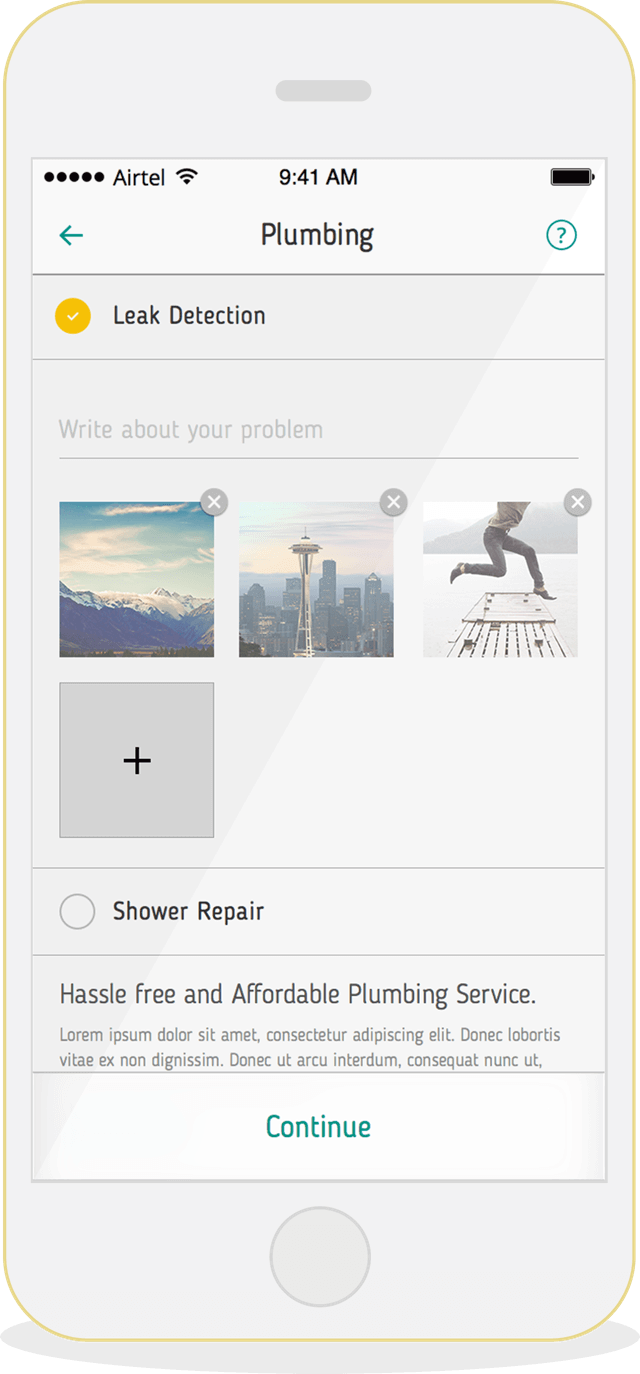 Airtel 9:41 AM
Plumbing
?
Leak Detection
Write about your problem
Shower Repair
Hassle free and Affordable Plumbing Service.
Lorem ipsum dolor sit amet, consectetur adipiscing elit. Donec lobortis
vitae ex non dignissim. Donec ut arcu interdum, consequat nunc ut,
Continue